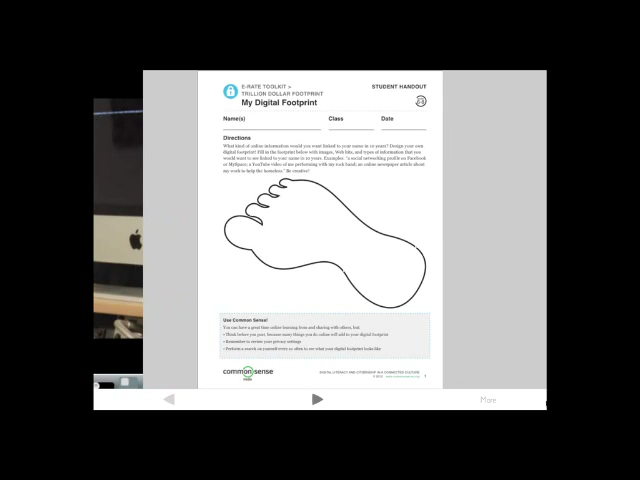 E-RATE TOOLKIT >
TRILLION DOLLAR FOOTPRINT
STUDENT HANDOUT
My Digital Footprint
Name(s) Class Date
Directions
What kind of online information would you want linked to your name in 10 years? Design your own
digital footprint! Fill in the footprint below with images, Web bits, and types of information that you
would want to see linked to your name in 10 years. Examples: "a social networking profile on Facebook
or MySpace; a YouTube video of me performing with my rock band; an online newspaper article about
my work to help the homeless." Be creative!
Use Common Sense!
You can have a great time online learning from and sharing with others, but:
• Think before you post, because many things you do online will add to your digital footprint
• Remember to review your privacy settings
• Perform a search on yourself every so often to see what your digital footprint looks like
common sense
DIGITAL LITERACY AND CITIZENSHIP IN A CONNECTED CULTURE
1
More